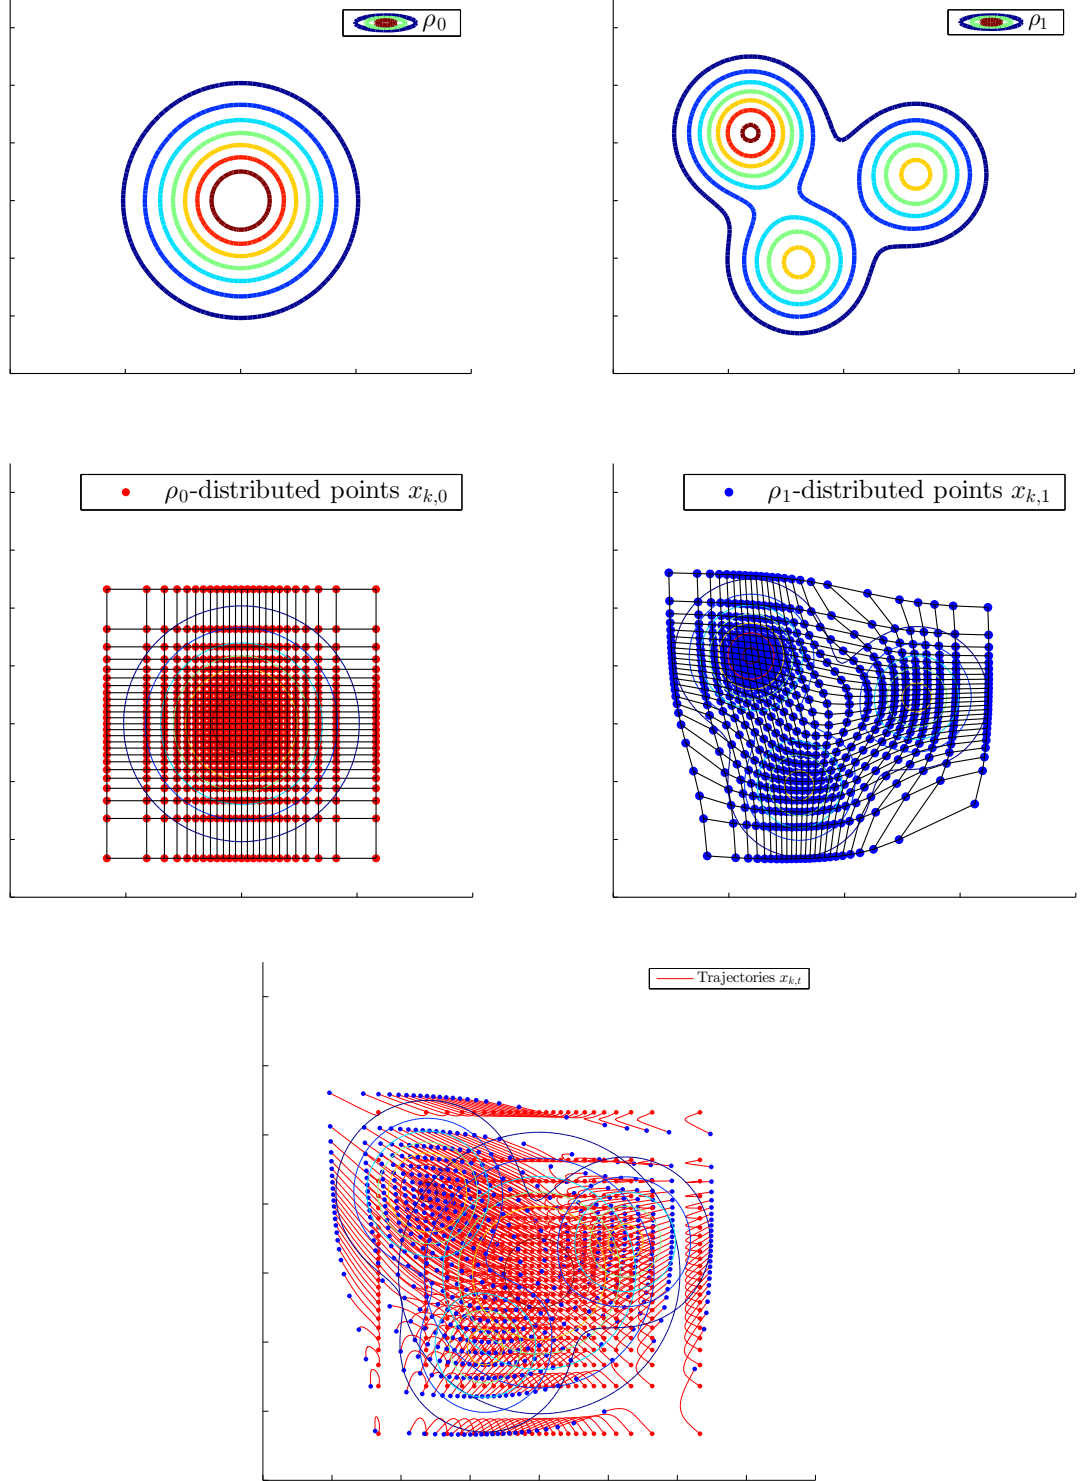 ρ₀
ρ₁
ρ₀-distributed points xₖ,₀
ρ₁-distributed points xₖ,₁
Trajectories xₖ,ₜ